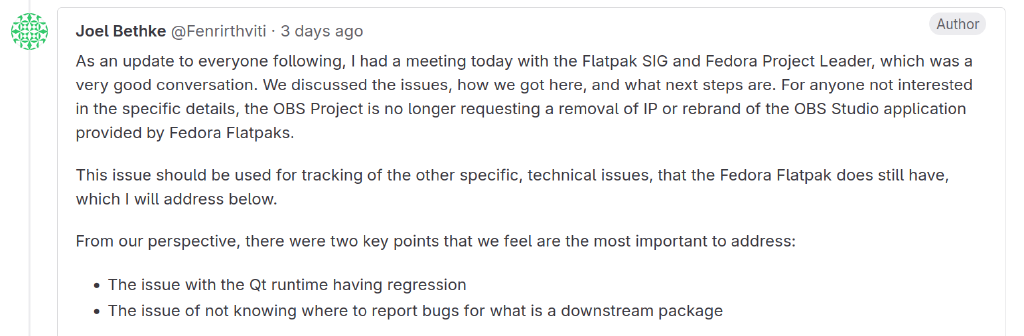 Joel Bethke @Fenrirthviti · 3 days ago
Author
As an update to everyone following, I had a meeting today with the Flatpak SIG and Fedora Project Leader, which was a
very good conversation. We discussed the issues, how we got here, and what next steps are. For anyone not interested
in the specific details, the OBS Project is no longer requesting a removal of IP or rebrand of the OBS Studio application
provided by Fedora Flatpaks.
This issue should be used for tracking of the other specific, technical issues, that the Fedora Flatpak does still have,
which I will address below.
From our perspective, there were two key points that we feel are the most important to address:
• The issue with the Qt runtime having regression
• The issue of not knowing where to report bugs for what is a downstream package